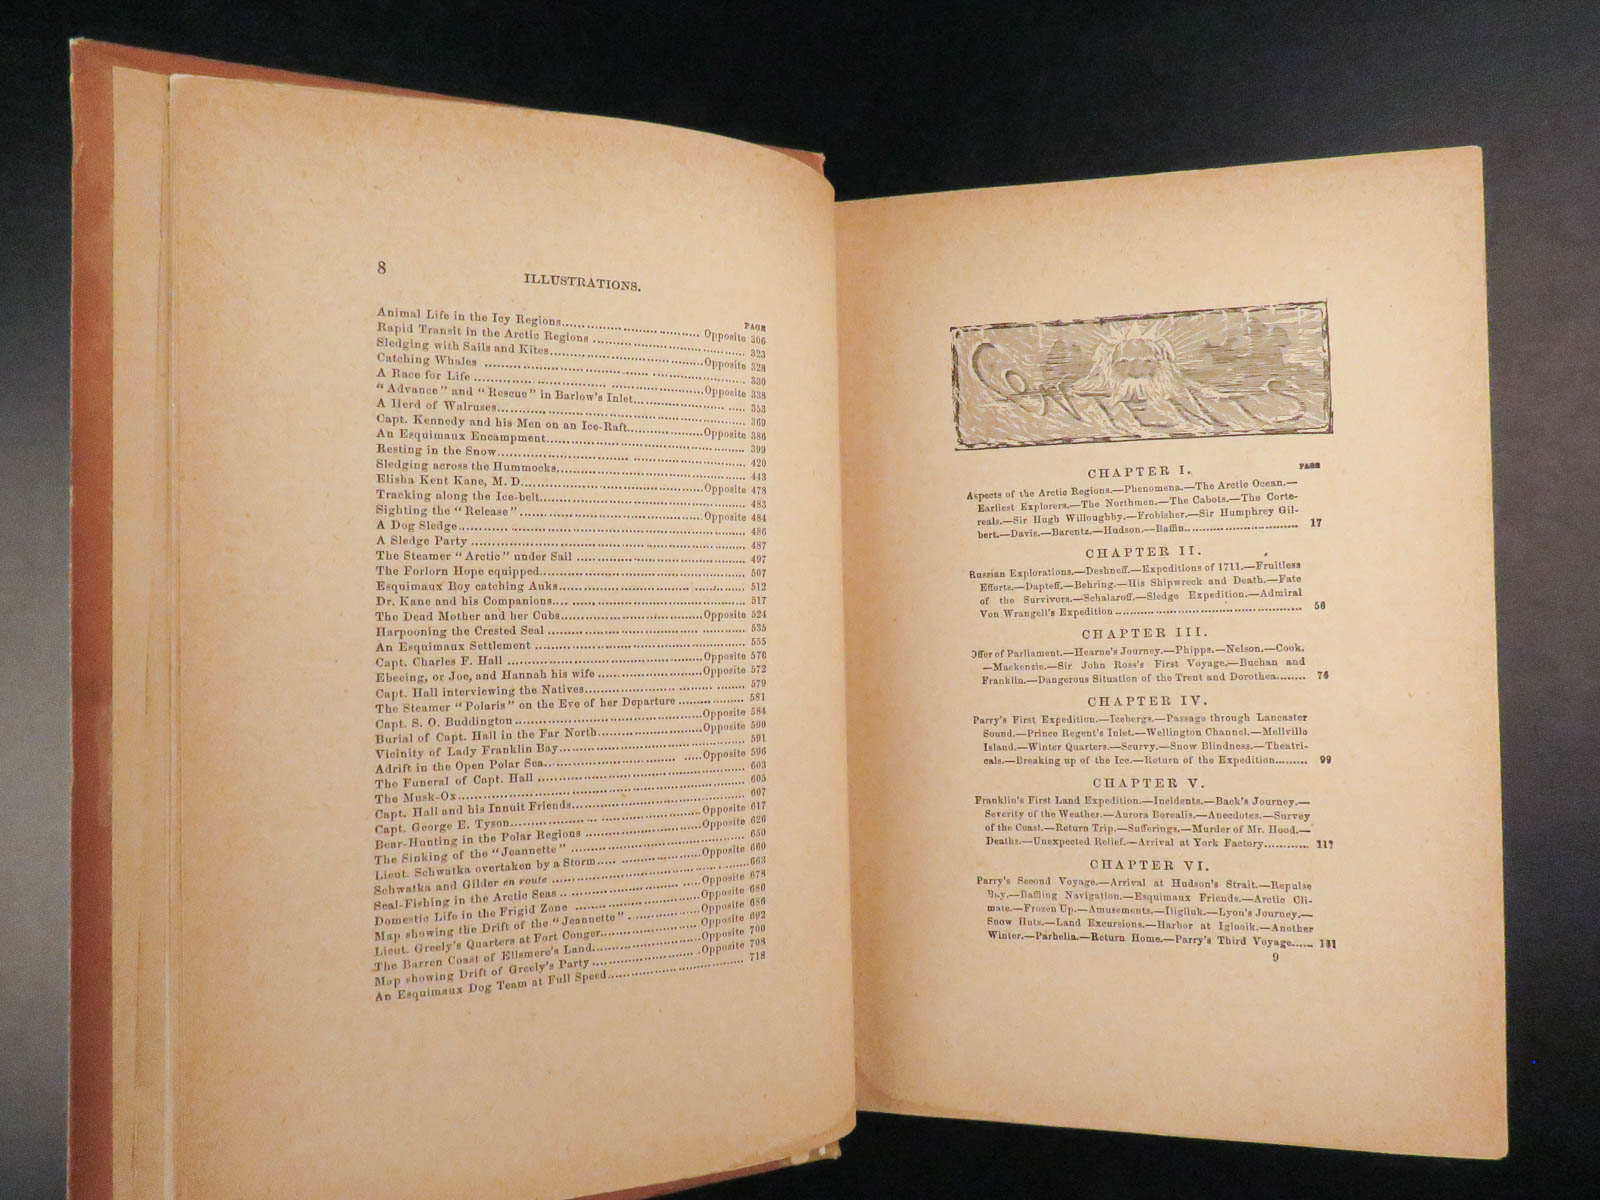 8
ILLUSTRATIONS.
PAGE
Animal Life in the Icy Regions....................Opposite 306
Rapid Transit in the Arctic Regions .................... 323
Sledging with Sails and Kites....................Opposite 328
Catching Whales .................... 330
A Race for Life ....................Opposite 338
"Advance" and "Rescue" in Barlow's Inlet.................... 353
A Herd of Walruses.................... 369
Capt. Kennedy and his Men on an Ice-Raft....................Opposite 386
An Esquimaux Encampment.................... 399
Resting in the Snow.................... 420
Sledging across the Hummocks.................... 443
Elisha Kent Kane, M. D....................Opposite 478
Tracking along the Ice-belt.................... 483
Sighting the "Release" ....................Opposite 484
A Dog Sledge.................... 486
A Sledge Party .................... 487
The Steamer "Arctic" under Sail .................... 497
The Forlorn Hope equipped.................... 507
Esquimaux Boy catching Auks.................... 512
Dr. Kane and his Companions.................... 517
The Dead Mother and her Cubs....................Opposite 524
Harpooning the Crested Seal .................... 535
An Esquimaux Settlement .................... 555
Capt. Charles F. Hall ....................Opposite 570
Ebeeing, or Joe, and Hannah his wife ....................Opposite 572
Capt. Hall interviewing the Natives.................... 579
The Steamer "Polaris" on the Eve of her Departure .................... 581
Capt. S. O. Buddington ....................Opposite 584
Burial of Capt. Hall in the Far North....................Opposite 590
Vicinity of Lady Franklin Bay.................... 591
Adrift in the Open Polar Sea....................Opposite 596
The Funeral of Capt. Hall .................... 603
The Musk-Ox.................... 605
Capt. Hall and his Innuit Friends.................... 607
Capt. George E. Tyson....................Opposite 617
Bear-Hunting in the Polar Regions ....................Opposite 626
The Sinking of the "Jeannette" .................... 650
Lieut. Schwatka overtaken by a Storm....................Opposite 660
Schwatka and Gilder en route ....................663
Seal-Fishing in the Arctic Seas ....................Opposite 678
Domestic Life in the Frigid Zone ....................Opposite 680
Map showing the Drift of the "Jeannette" ....................Opposite 686
Lieut. Greely's Quarters at Fort Conger....................Opposite 692
The Barren Coast of Ellsmere's Land....................Opposite 700
Map showing Drift of Greely's Party ....................Opposite 708
An Esquimaux Dog Team at Full Speed.................... 718
CONTENTS
CHAPTER I.
PAGE
Aspects of the Arctic Regions.—Phenomena.—The Arctic Ocean.—
Earliest Explorers.—The Northmen.—The Cabots.—The Corte-
reals.—Sir Hugh Willoughby.—Frobisher.—Sir Humphrey Gil-
bert.—Davis.—Barentz.—Hudson.—Baffin.................... 17
CHAPTER II.
Russian Explorations.—Deshneff.—Expeditions of 1711.—Fruitless
Efforts.—Dapteff.—Behring.—His Shipwreck and Death.—Fate
of the Survivors.—Schalaroff.—Sledge Expedition.—Admiral
Von Wrangell's Expedition .................... 56
CHAPTER III.
Offer of Parliament.—Hearne's Journey.—Phipps.—Nelson.—Cook.
—Mackenzie.—Sir John Ross's First Voyage.—Buchan and
Franklin.—Dangerous Situation of the Trent and Dorothea........ 76
CHAPTER IV.
Parry's First Expedition.—Icebergs.—Passage through Lancaster
Sound.—Prince Regent's Inlet.—Wellington Channel.—Mellville
Island.—Winter Quarters.—Scurvy.—Snow Blindness.—Theatri-
cals.—Breaking up of the Ice.—Return of the Expedition......... 99
CHAPTER V.
Franklin's First Land Expedition.—Incidents.—Back's Journey.—
Severity of the Weather.—Aurora Borealis.—Anecdotes.—Survey
of the Coast.—Return Trip.—Sufferings.—Murder of Mr. Hood.—
Deaths.—Unexpected Relief.—Arrival at York Factory............ 117
CHAPTER VI.
Parry's Second Voyage.—Arrival at Hudson's Strait.—Repulse
Bay.—Baffling Navigation.—Esquimaux Friends.—Arctic Cli-
mate.—Frozen Up.—Amusements.—Iligliuk.—Lyon's Journey.—
Snow Huts.—Land Excursions.—Harbor at Iglooik.—Another
Winter.—Parhelia.—Return Home.—Parry's Third Voyage...... 131
9